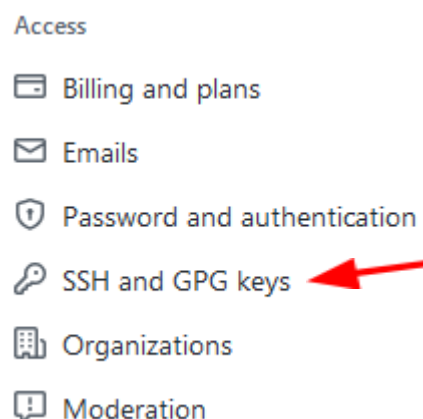 Access
Billing and plans
Emails
Password and authentication
SSH and GPG keys
Organizations
Moderation